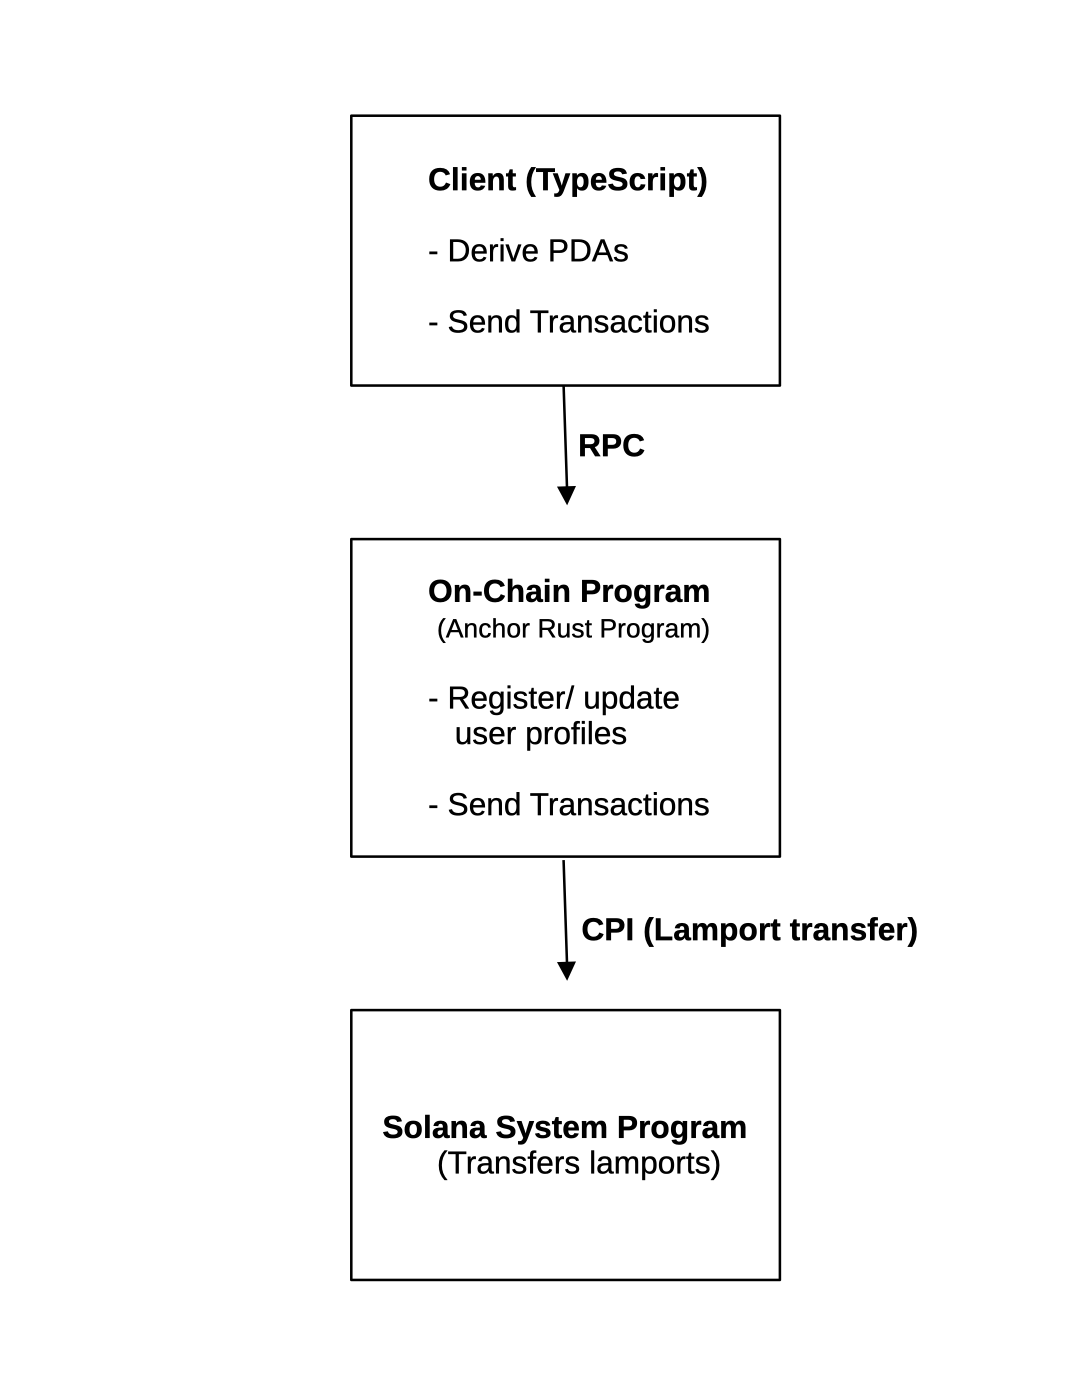 Client (TypeScript)
- Derive PDAs
- Send Transactions
RPC
On-Chain Program
(Anchor Rust Program)
- Register/ update
user profiles
- Send Transactions
CPI (Lamport transfer)
Solana System Program
(Transfers lamports)